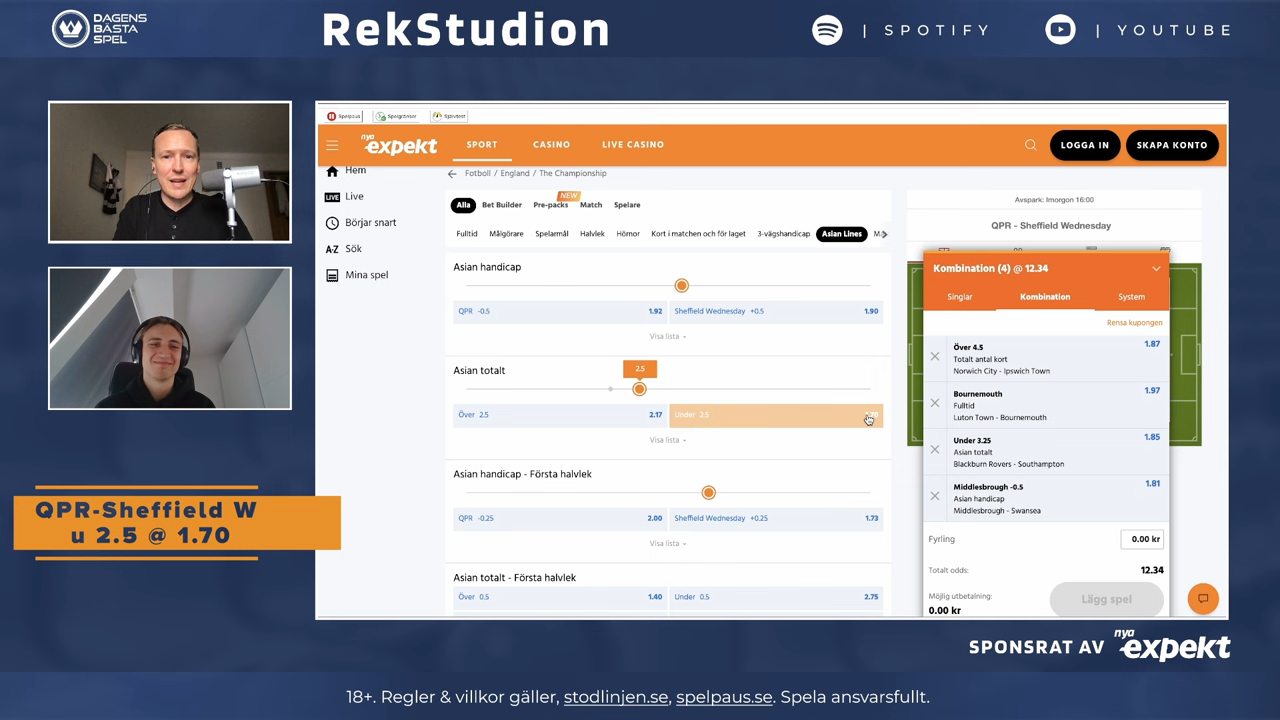 DAGENS
BÄSTA
SPEL
RekStudion
| SPOTIFY
| YOUTUBE
Spelpaus
Spelgränser
Självtest
nya
expekt
SPORT
CASINO
LIVE CASINO
LOGGA IN
SKAPA KONTO
Hem
LIVE Live
Börjar snart
A-Z Sök
Mina spel
Fotboll / England / The Championship
NEW
Alla
Bet Builder
Pre-packs
Match
Spelare
Fulltid
Målgörare
Spelarmål
Halvlek
Hörnor
Kort i matchen och för laget
3-vägshandicap
Asian Lines
Asian handicap
QPR -0.5 1.92
Sheffield Wednesday +0.5 1.90
Visa lista
Asian totalt
2.5
Över 2.5 2.17
Under 2.5
Visa lista
Asian handicap - Första halvlek
QPR -0.25 2.00
Sheffield Wednesday +0.25 1.73
Visa lista
Asian totalt - Första halvlek
Över 0.5 1.40
Under 0.5 2.75
Avspark: Imorgon 16:00
QPR - Sheffield Wednesday
Kombination (4) @ 12.34
Singlar
Kombination
System
Rensa kupongen
Över 4.5 1.87
Totalt antal kort
Norwich City - Ipswich Town
Bournemouth 1.97
Fulltid
Luton Town - Bournemouth
Under 3.25 1.85
Asian totalt
Blackburn Rovers - Southampton
Middlesbrough -0.5 1.81
Asian handicap
Middlesbrough - Swansea
Fyrling 0.00 kr
Totalt odds: 12.34
Möjlig utbetalning:
0.00 kr
Lägg spel
QPR-Sheffield W
u 2.5 @ 1.70
SPONSRAT AV nya expekt
18+. Regler & villkor gäller, stodlinjen.se, spelpaus.se. Spela ansvarsfullt.